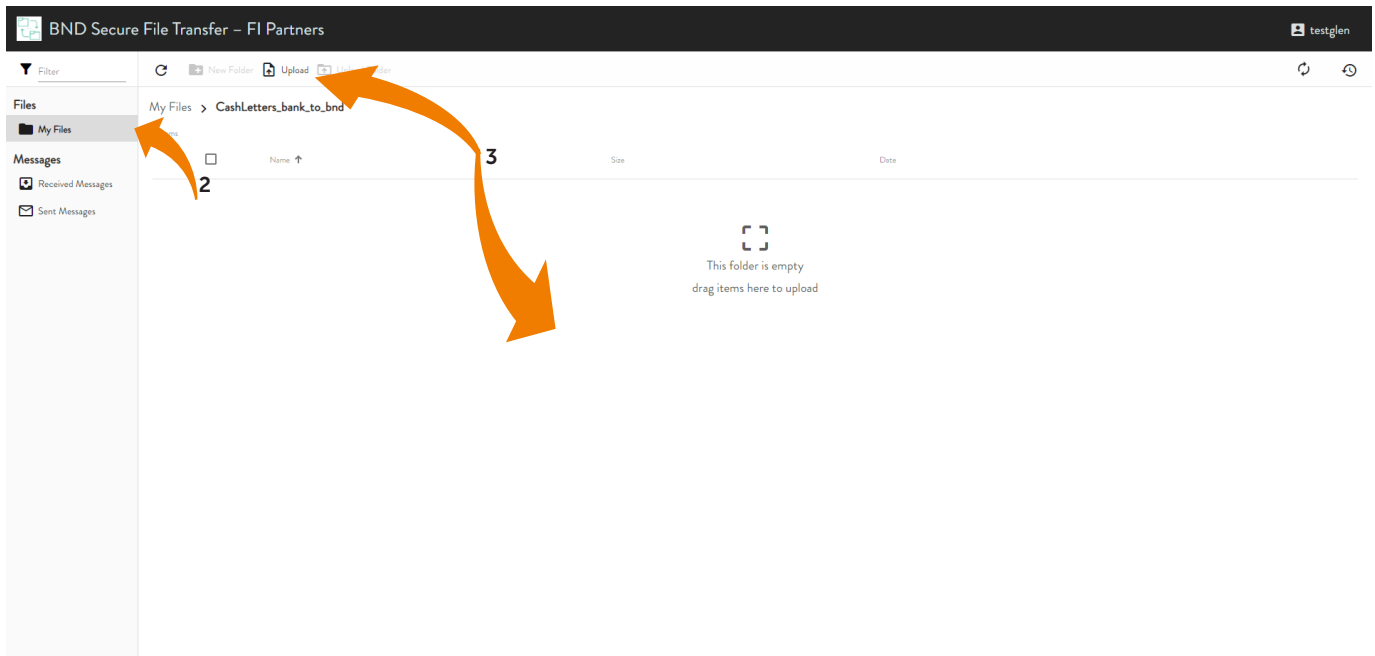 BND Secure File Transfer – FI Partners
testglen
Filter
New Folder
Upload
Files
My Files
Messages
Received Messages
Sent Messages
My Files > CashLetters_bank_to_bnd
Name
Size
Date
2
3
This folder is empty
drag items here to upload